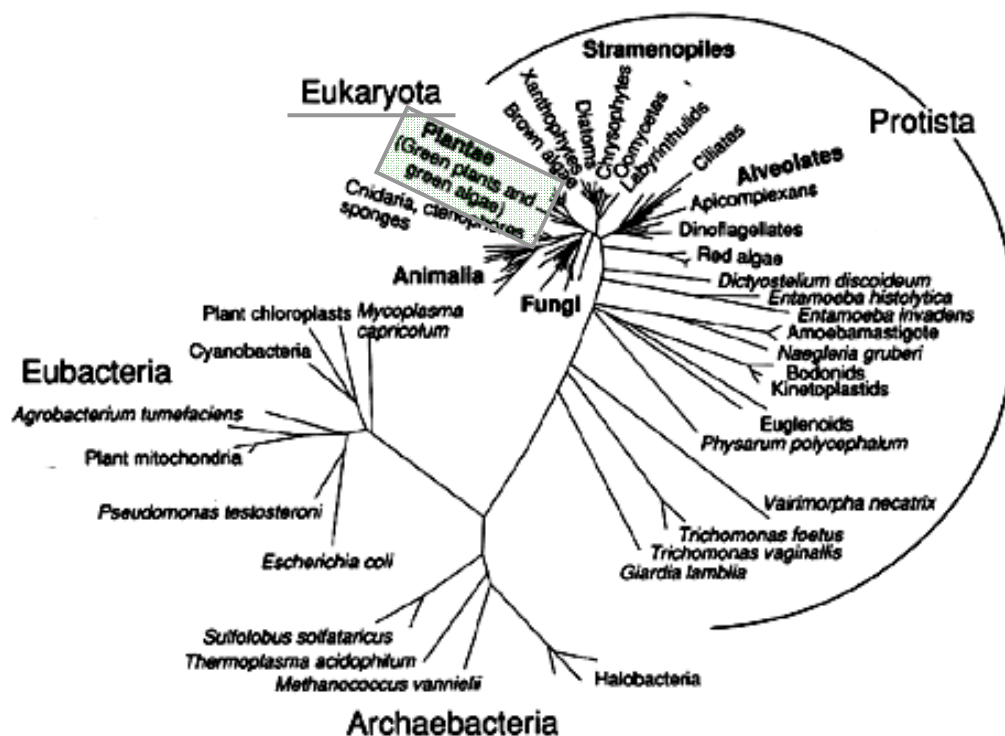 Stramenopiles
Eukaryota
Protista
Xanthophytes
Brown algae
Diatoms
Chrysophytes
Oomycetes
Labyrinthulids
Ciliates
Alveolates
Apicomplexans
Dinoflagellates
Red algae
Plantae
(Green plants and
green algae)
Cnidaria, ctenophores
sponges
Animalia
Fungi
Dictyostelium discoideum
Entamoeba histolytica
Entamoeba invadens
Amoebamastigote
Naegleria gruberi
Bodonids
Kinetoplastids
Euglenoids
Physarum polycephalum
Vairimorpha necatrix
Trichomonas foetus
Trichomonas vaginallis
Giardia lamblia
Plant chloroplasts
Mycoplasma
capricolum
Cyanobacteria
Eubacteria
Agrobacterium tumefaciens
Plant mitochondria
Pseudomonas testosteroni
Escherichia coli
Sulfolobus solfataricus
Thermoplasma acidophilum
Methanococcus vannielii
Halobacteria
Archaebacteria